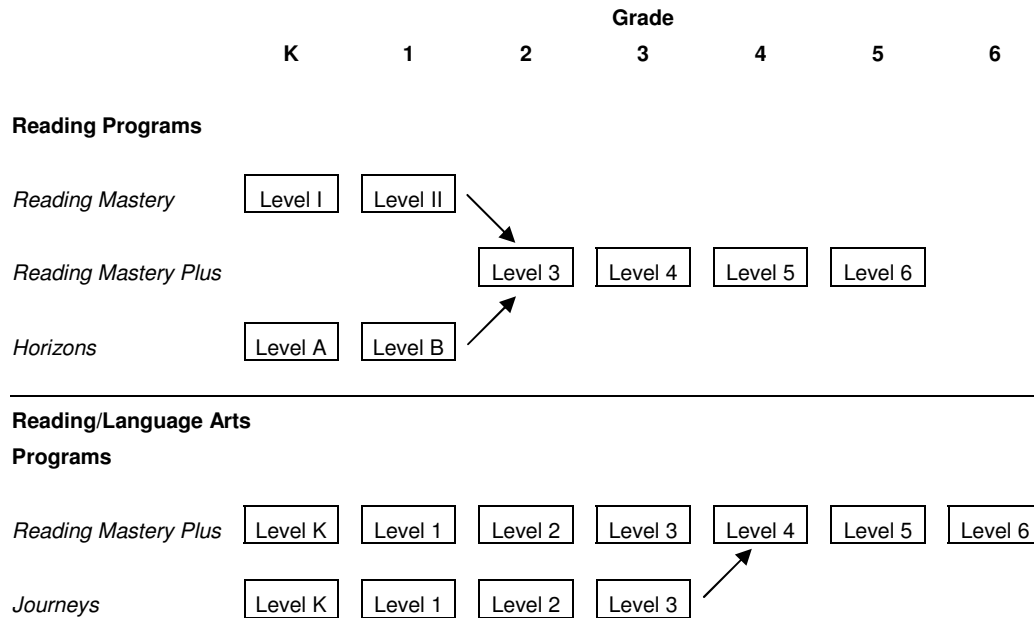 Grade
K 1 2 3 4 5 6
Reading Programs
Reading Mastery Level I Level II
Reading Mastery Plus Level 3 Level 4 Level 5 Level 6
Horizons Level A Level B
Reading/Language Arts
Programs
Reading Mastery Plus Level K Level 1 Level 2 Level 3 Level 4 Level 5 Level 6
Journeys Level K Level 1 Level 2 Level 3